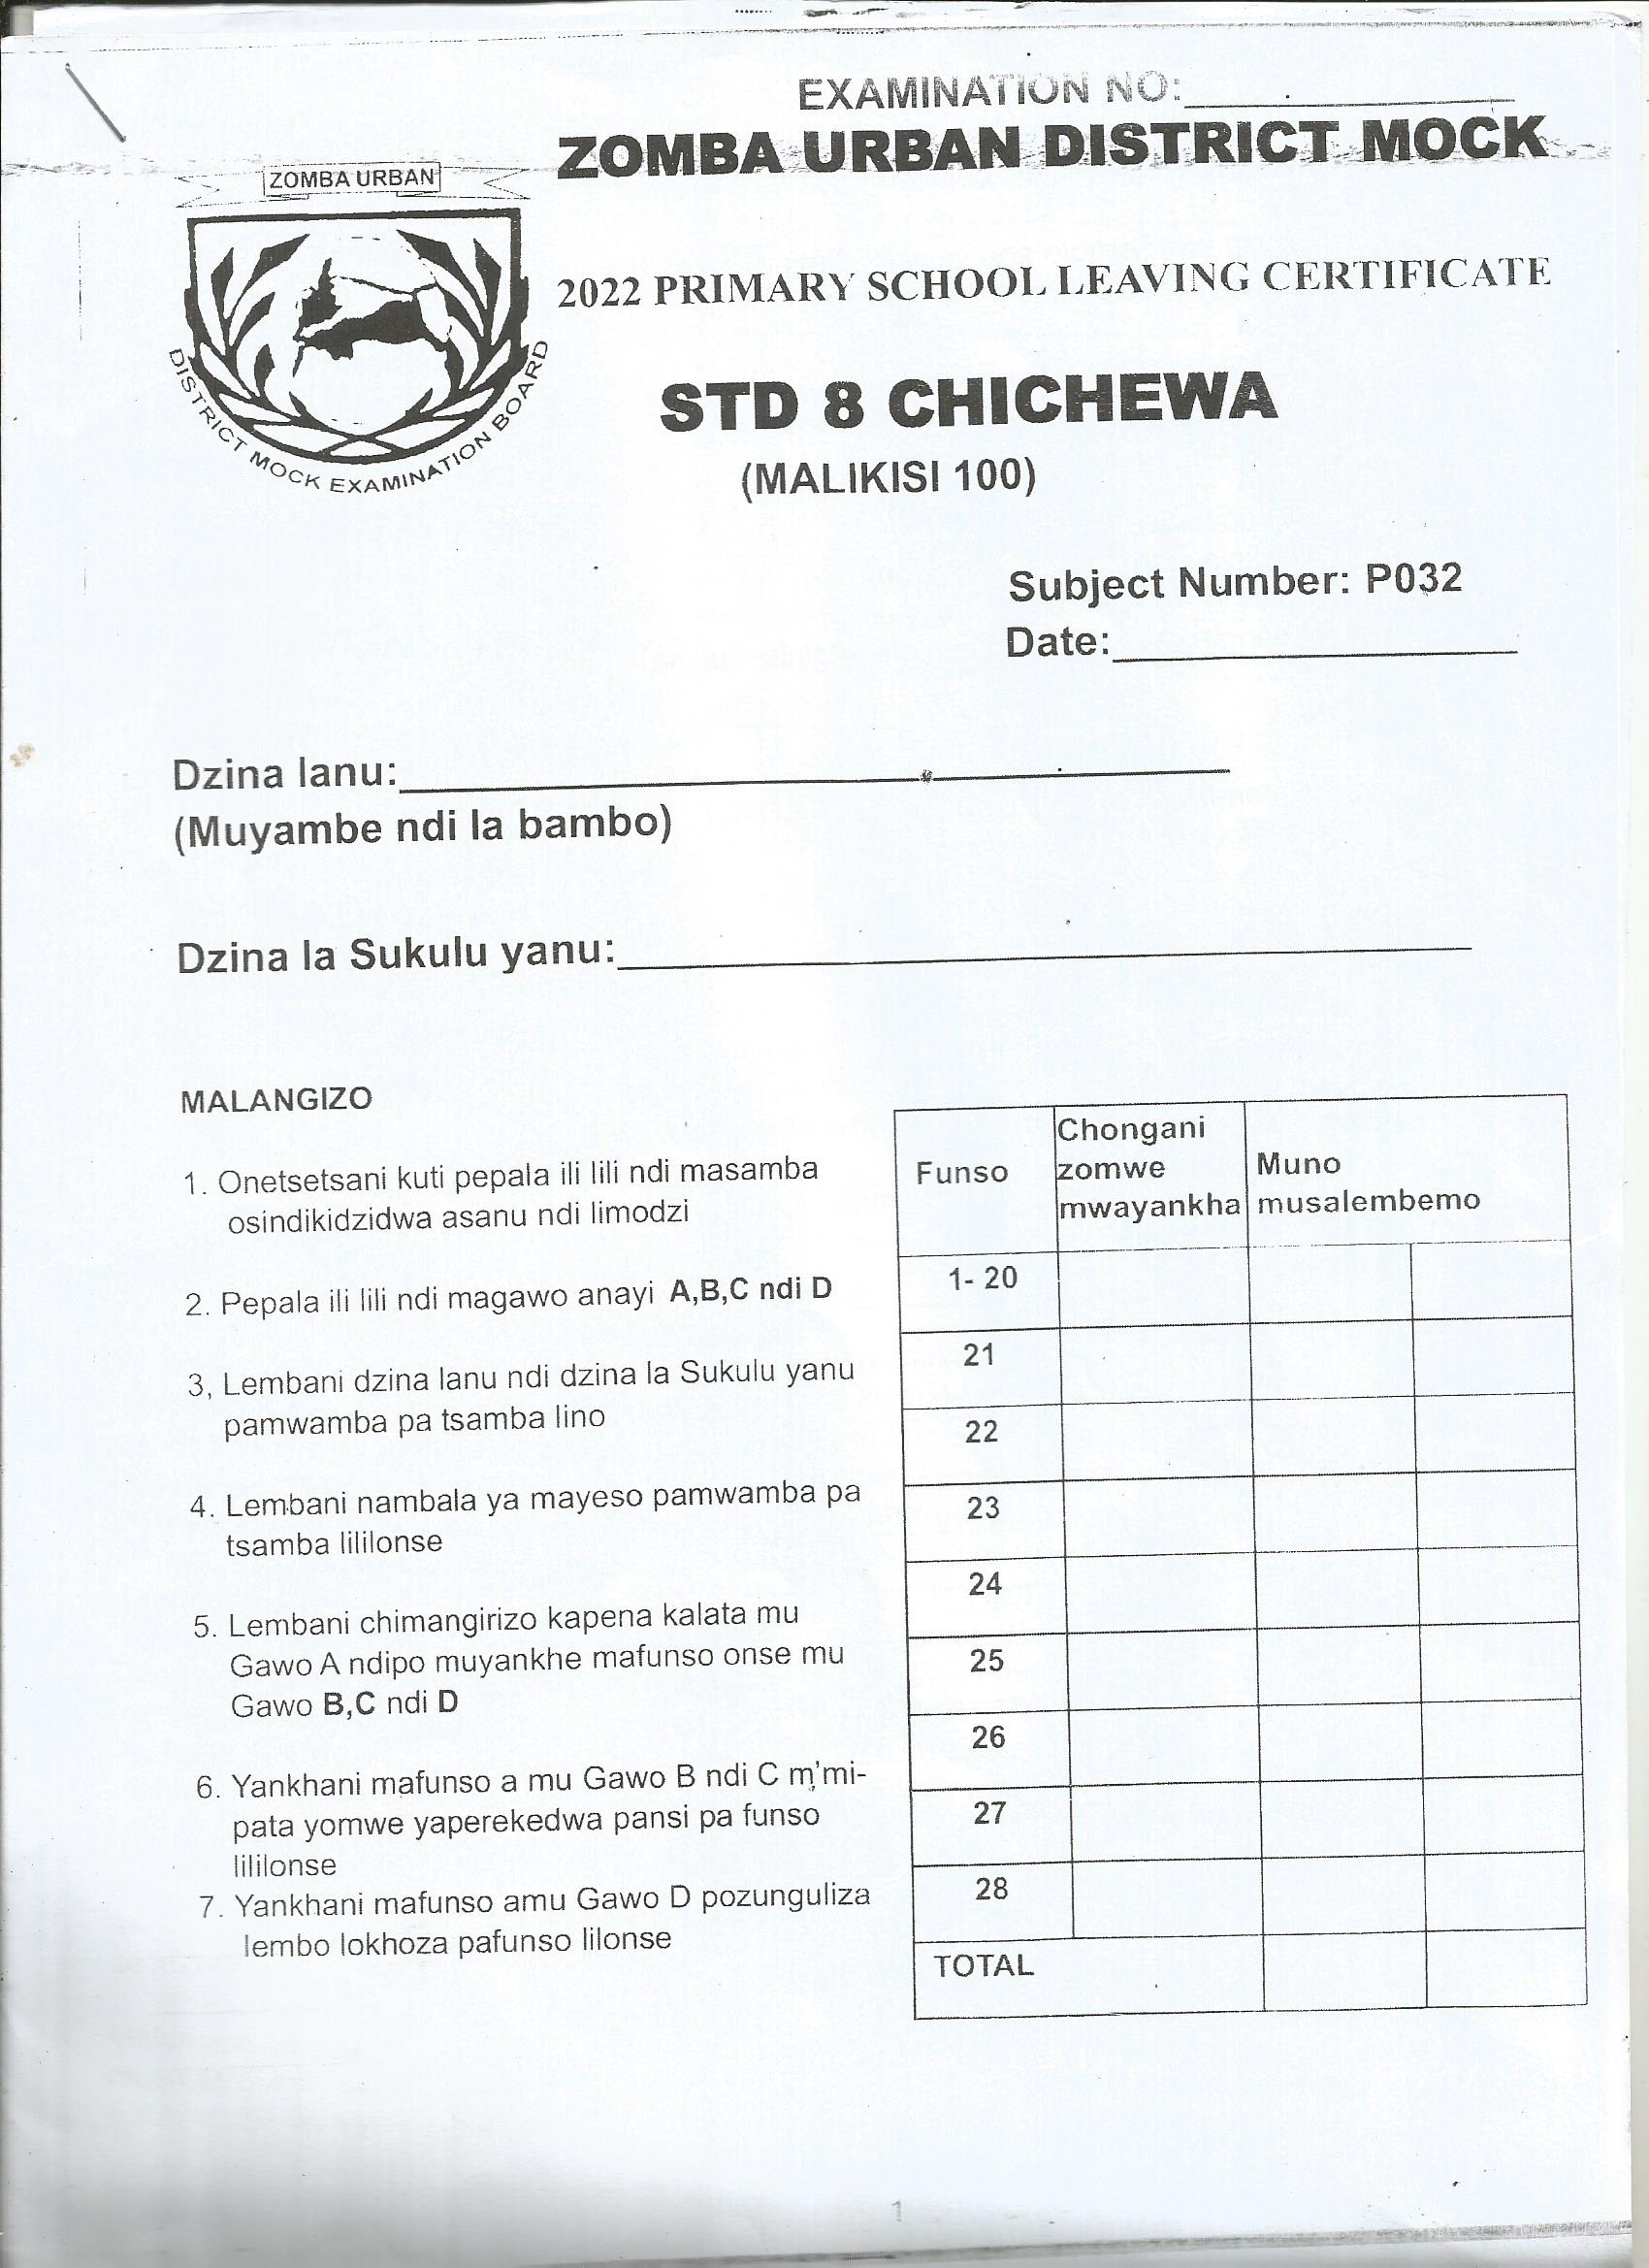 EXAMINATION NO:
ZOMBA URBAN DISTRICT MOCK
ZOMBA URBAN
DISTRICT MOCK EXAMINATION BOARD
2022 PRIMARY SCHOOL LEAVING CERTIFICATE
STD 8 CHICHEWA
(MALIKISI 100)
Subject Number: P032
Date:
Dzina lanu:
(Muyambe ndi la bambo)
Dzina la Sukulu yanu:
MALANGIZO
1. Onetsetsani kuti pepala ili lili ndi masamba
osindikidzidwa asanu ndi limodzi
2. Pepala ili lili ndi magawo anayi A,B,C ndi D
3, Lembani dzina lanu ndi dzina la Sukulu yanu
pamwamba pa tsamba lino
4. Lembani nambala ya mayeso pamwamba pa
tsamba lililonse
5. Lembani chimangirizo kapena kalata mu
Gawo A ndipo muyankhe mafunso onse mu
Gawo B,C ndi D
6. Yankhani mafunso a mu Gawo B ndi C m'mi-
pata yomwe yaperekedwa pansi pa funso
lililonse
7. Yankhani mafunso amu Gawo D pozunguliza
lembo lokhoza pafunso lilonse
Funso
Chongani
zomwe
mwayankha
Muno
musalembemo
1- 20
21
22
23
24
25
26
27
28
TOTAL
1